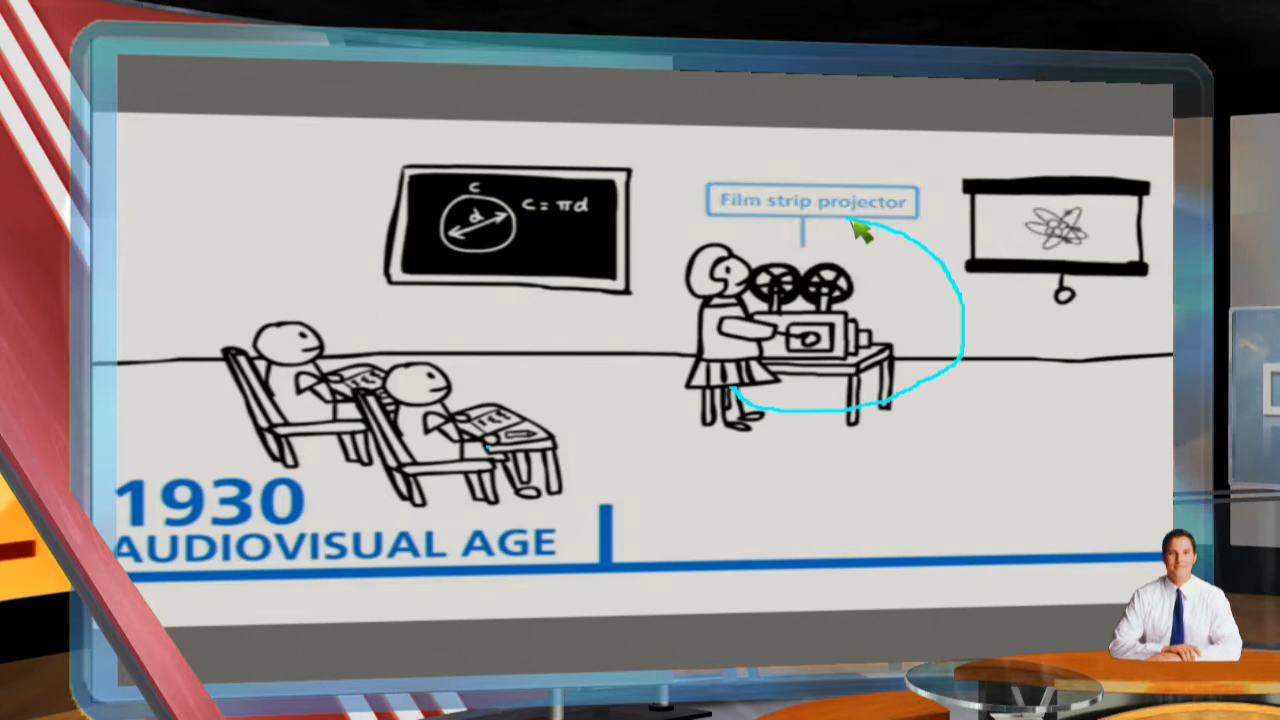 c
d
c = πd
Film strip projector
1930
AUDIOVISUAL AGE